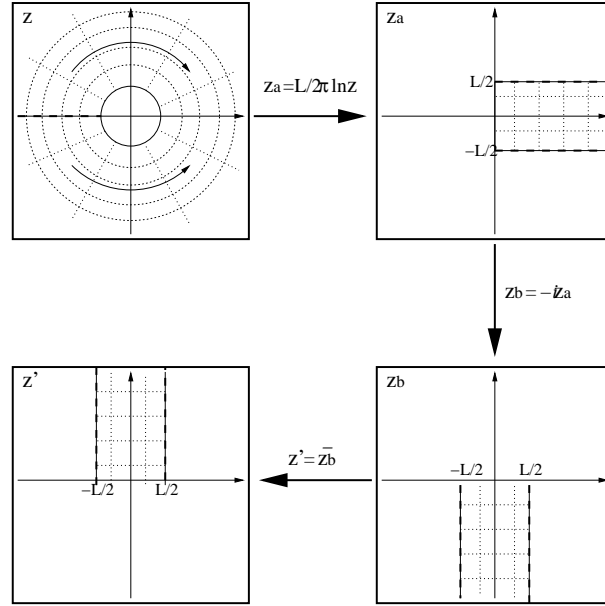 z
za=L/2π lnz
za
L/2
−L/2
zb = −iza
z'
−L/2
L/2
z' = z̅b
zb
−L/2
L/2